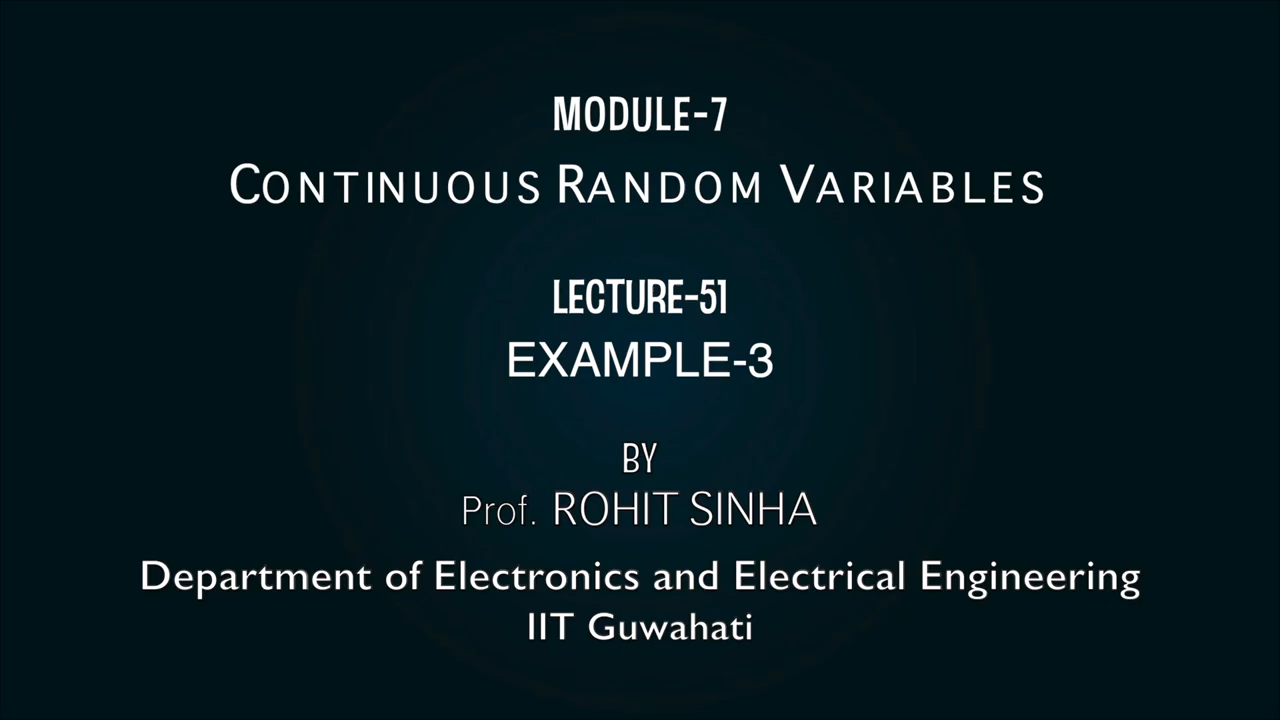 MODULE-7
CONTINUOUS RANDOM VARIABLES
LECTURE-51
EXAMPLE-3
BY
Prof. ROHIT SINHA
Department of Electronics and Electrical Engineering
IIT Guwahati